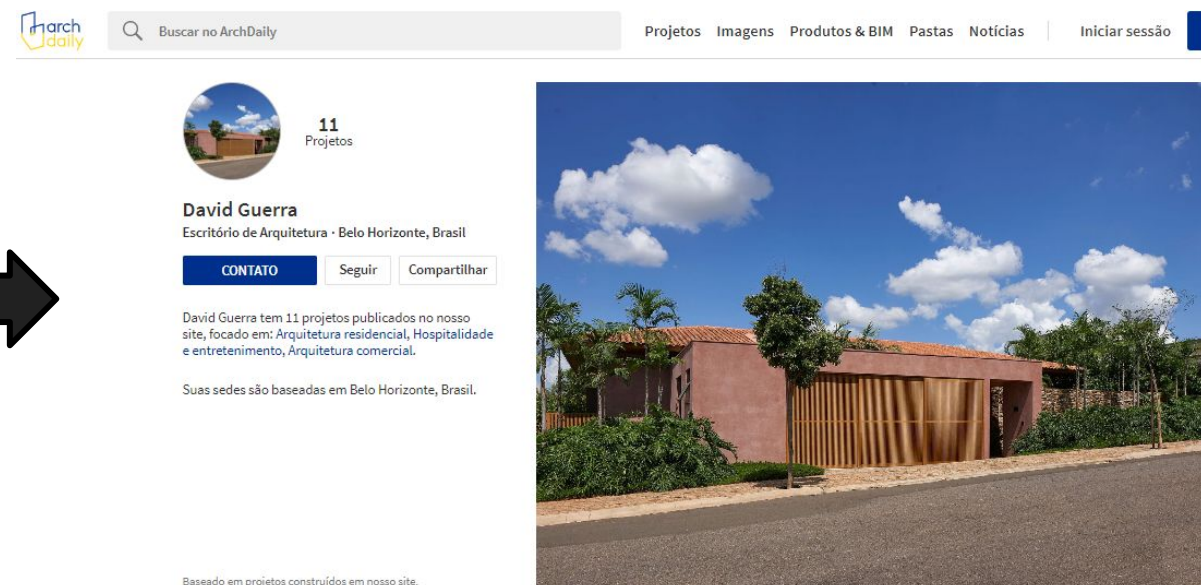 arch
daily
Buscar no ArchDaily
Projetos Imagens Produtos & BIM Pastas Notícias Iniciar sessão
11
Projetos
David Guerra
Escritório de Arquitetura · Belo Horizonte, Brasil
CONTATO Seguir Compartilhar
David Guerra tem 11 projetos publicados no nosso
site, focado em: Arquitetura residencial, Hospitalidade
e entretenimento, Arquitetura comercial.
Suas sedes são baseadas em Belo Horizonte, Brasil.
Baseado em projetos construídos em nosso site.